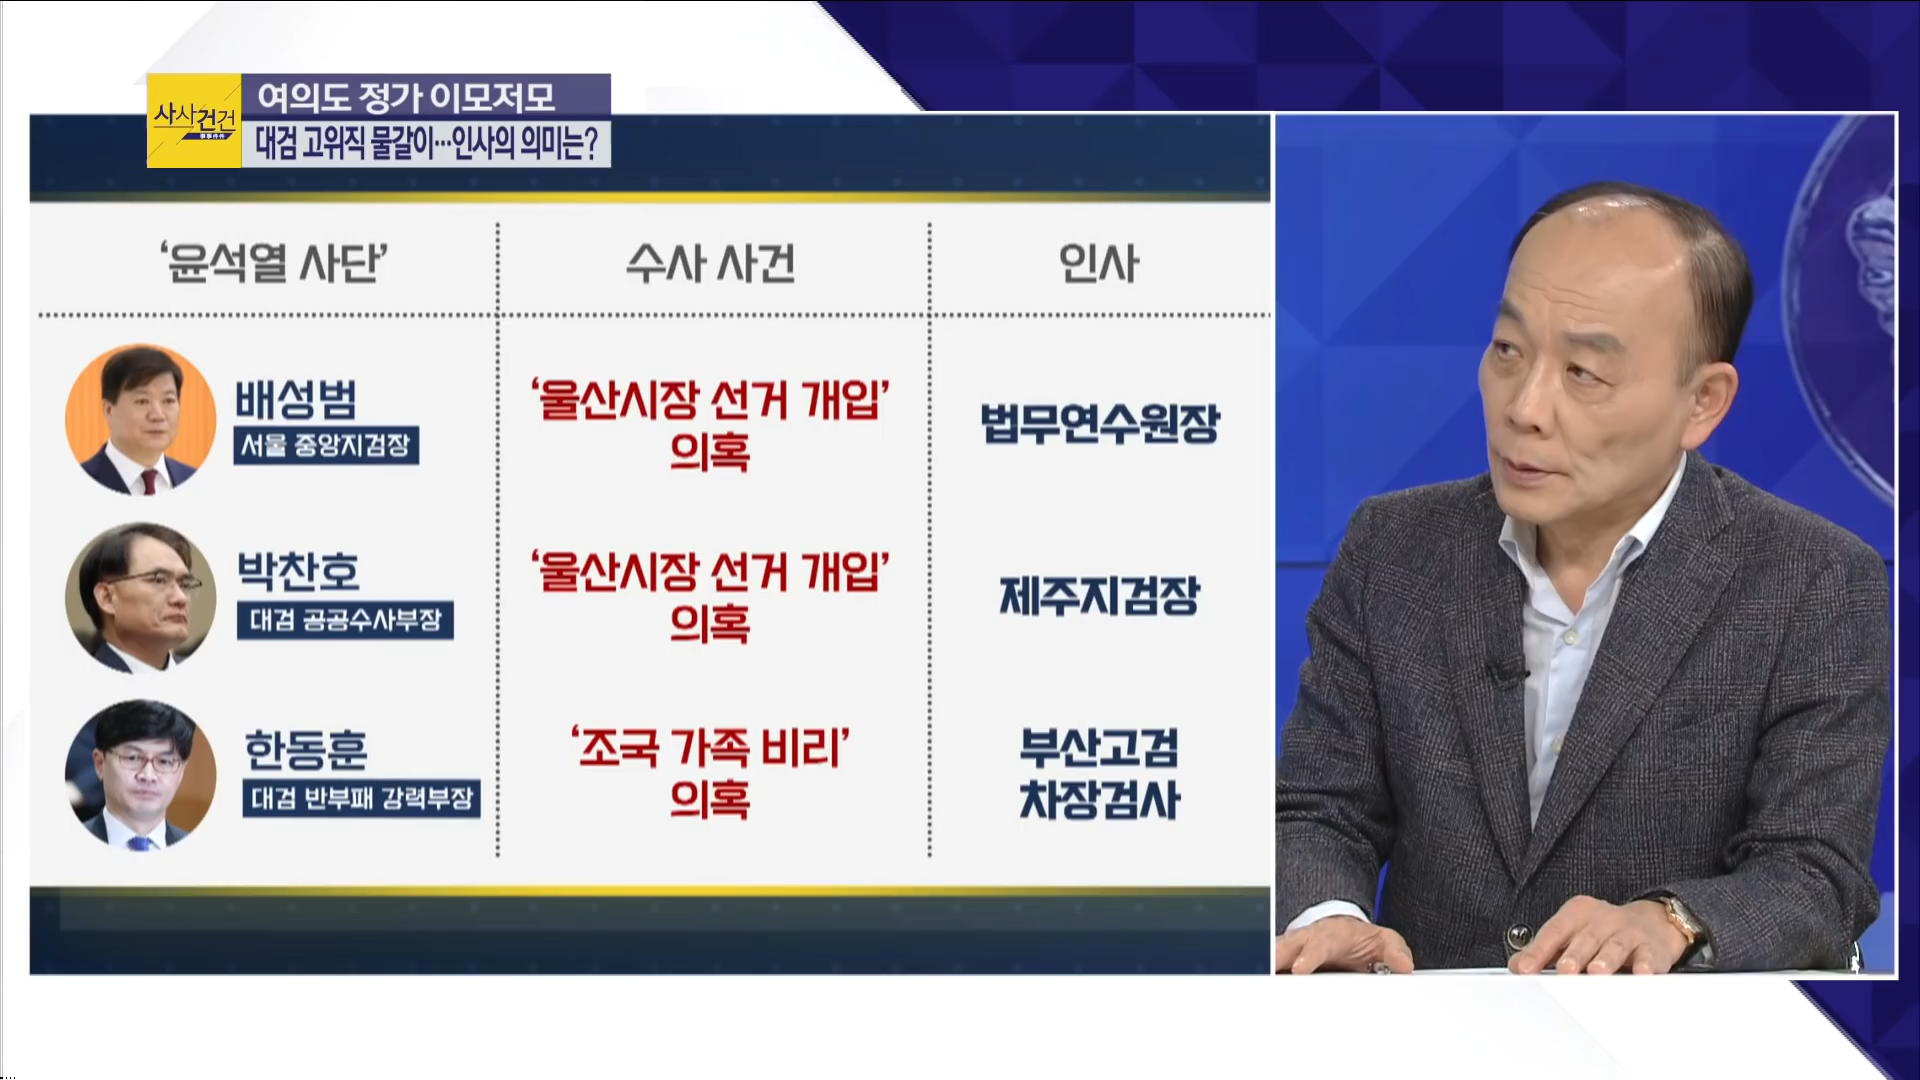 사사건건
事事件件
여의도 정가 이모저모
대검 고위직 물갈이…인사의 의미는?
‘윤석열 사단’
수사 사건
인사
배성범
서울 중앙지검장
‘울산시장 선거 개입’
의혹
법무연수원장
박찬호
대검 공공수사부장
‘울산시장 선거 개입’
의혹
제주지검장
한동훈
대검 반부패 강력부장
‘조국 가족 비리’
의혹
부산고검
차장검사